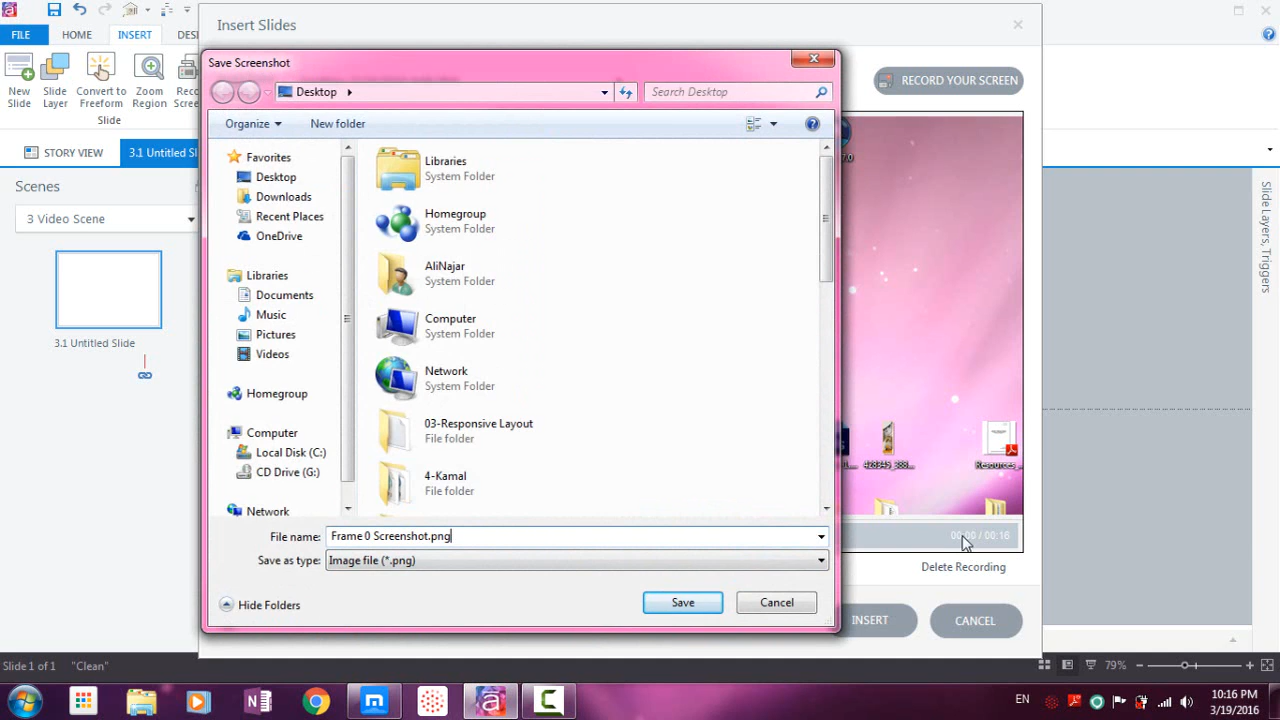 FILE
HOME
INSERT
New
Slide
Slide
Layer
Convert to
Freeform
Zoom
Region
Slide
STORY VIEW
3.1 Untitled Sl
Scenes
3 Video Scene
3.1 Untitled Slide
Insert Slides
RECORD YOUR SCREEN
Save Screenshot
Desktop
Search Desktop
Organize
New folder
Favorites
Desktop
Downloads
Recent Places
OneDrive
Libraries
Documents
Music
Pictures
Videos
Homegroup
Computer
Local Disk (C:)
CD Drive (G:)
Network
Libraries
System Folder
Homegroup
System Folder
AliNajar
System Folder
Computer
System Folder
Network
System Folder
03-Responsive Layout
File folder
4-Kamal
File folder
File name: Frame 0 Screenshot.png
Save as type: Image file (*.png)
Hide Folders
Save
Cancel
Resources_...
00:00 / 00:16
Delete Recording
INSERT
CANCEL
Slide Layers, Triggers
Slide 1 of 1 "Clean"
79%
EN
10:16 PM
3/19/2016